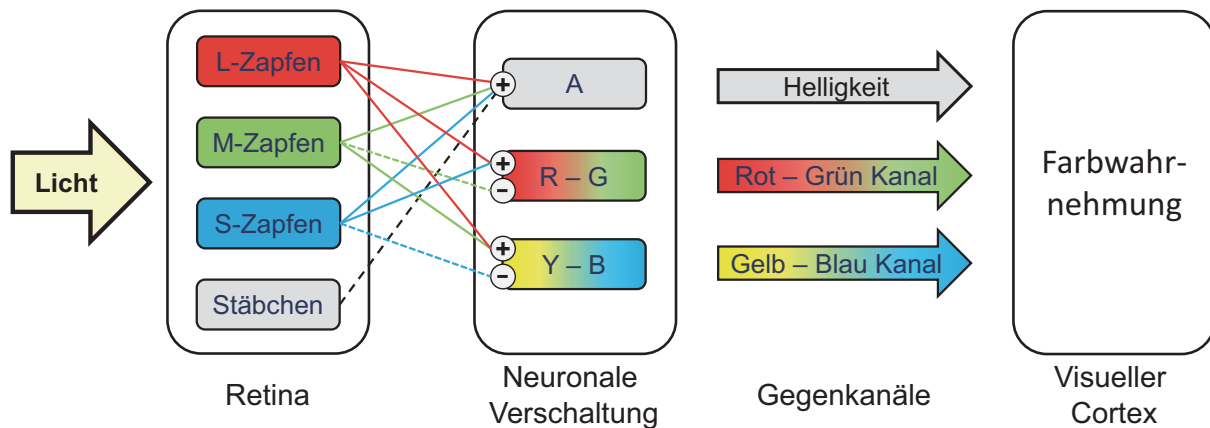 Licht
L-Zapfen
M-Zapfen
S-Zapfen
Stäbchen
Retina
+
A
+
−
R – G
+
−
Y – B
Neuronale
Verschaltung
Helligkeit
Rot – Grün Kanal
Gelb – Blau Kanal
Gegenkanäle
Farbwahr-
nehmung
Visueller
Cortex